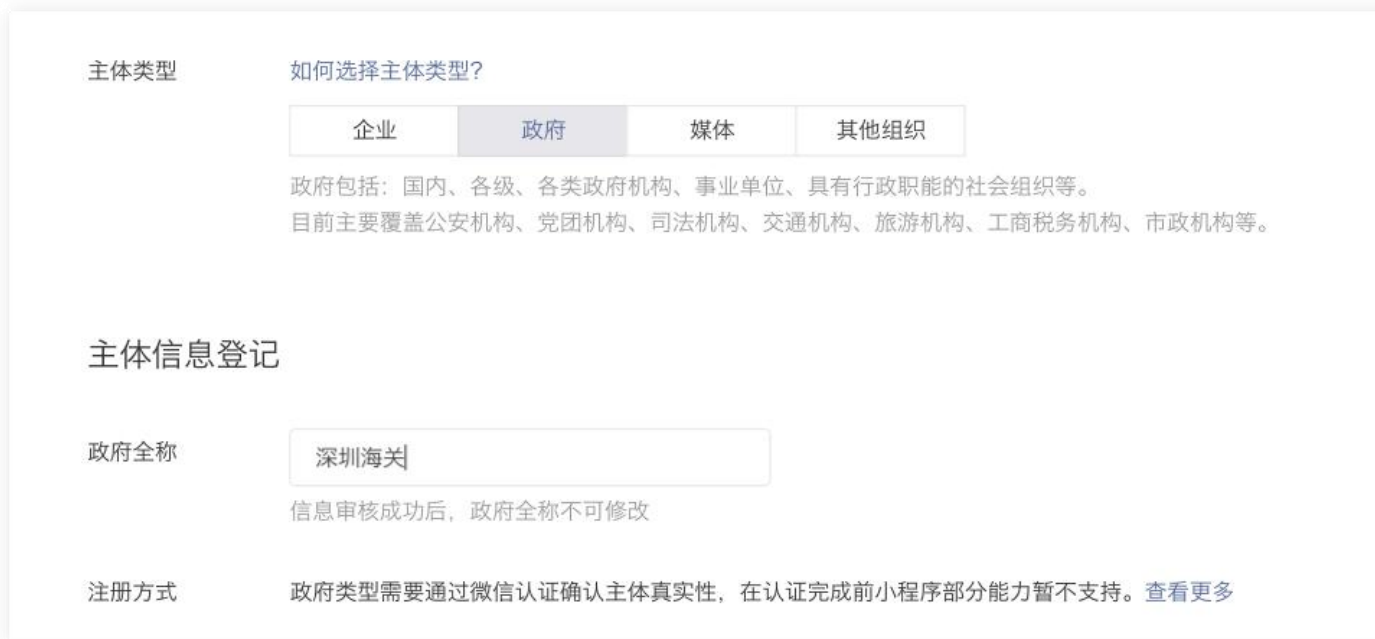 主体类型 如何选择主体类型?
企业 政府 媒体 其他组织
政府包括：国内、各级、各类政府机构、事业单位、具有行政职能的社会组织等。
目前主要覆盖公安机构、党团机构、司法机构、交通机构、旅游机构、工商税务机构、市政机构等。
主体信息登记
政府全称 深圳海关
信息审核成功后，政府全称不可修改
注册方式 政府类型需要通过微信认证确认主体真实性，在认证完成前小程序部分能力暂不支持。查看更多